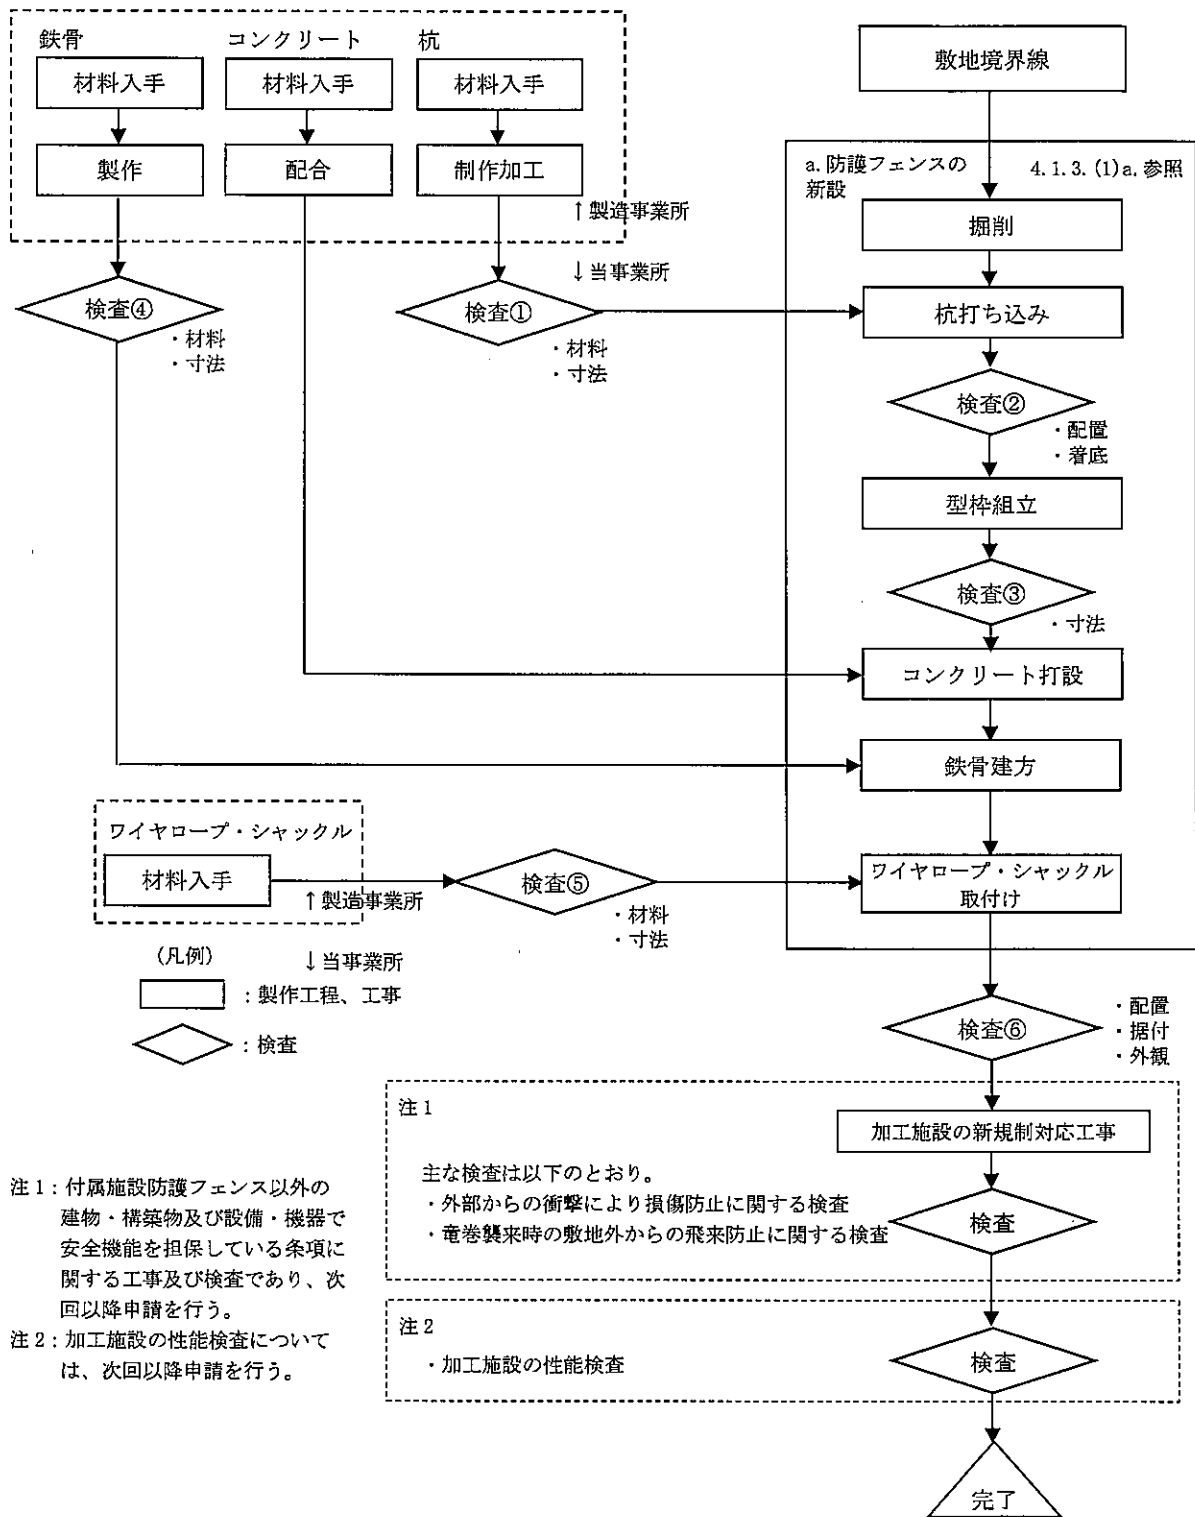 鉄骨
コンクリート
杭
材料入手
材料入手
材料入手
製作
配合
制作加工
↑製造事業所
↓当事業所
検査④
・材料
・寸法
検査①
・材料
・寸法
敷地境界線
a.防護フェンスの
新設
4.1.3.(1)a.参照
掘削
杭打ち込み
検査②
・配置
・着底
型枠組立
検査③
・寸法
コンクリート打設
鉄骨建方
ワイヤロープ・シャックル
材料入手
↑製造事業所
↓当事業所
検査⑤
・材料
・寸法
ワイヤロープ・シャックル
取付け
(凡例)
：製作工程、工事
：検査
検査⑥
・配置
・据付
・外観
注1
加工施設の新規制対応工事
主な検査は以下のとおり。
・外部からの衝撃により損傷防止に関する検査
・竜巻襲来時の敷地外からの飛来防止に関する検査
検査
注2
・加工施設の性能検査
検査
完了
注1：付属施設防護フェンス以外の
建物・構築物及び設備・機器で
安全機能を担保している条項に
関する工事及び検査であり、次
回以降申請を行う。
注2：加工施設の性能検査について
は、次回以降申請を行う。